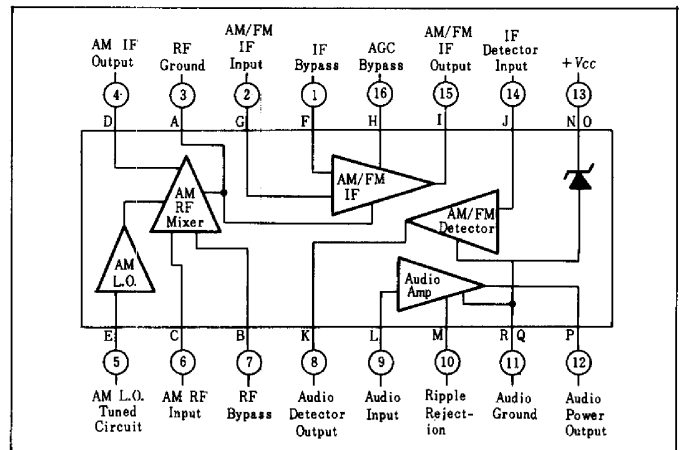 AM IF
Output
RF
Ground
AM/FM
IF
Input
IF
Bypass
AGC
Bypass
AM/FM
IF
Output
IF
Detector
Input
+Vcc
4
3
2
1
16
15
14
13
D
A
G
F
H
I
J
N O
AM
RF
Mixer
AM/FM
IF
AM/FM
Detector
AM
L.O.
Audio
Amp
E
C
B
K
L
M
R Q
P
5
6
7
8
9
10
11
12
AM L.O.
Tuned
Circuit
AM RF
Input
RF
Bypass
Audio
Detector
Output
Audio
Input
Ripple
Reject-
ion
Audio
Ground
Audio
Power
Output